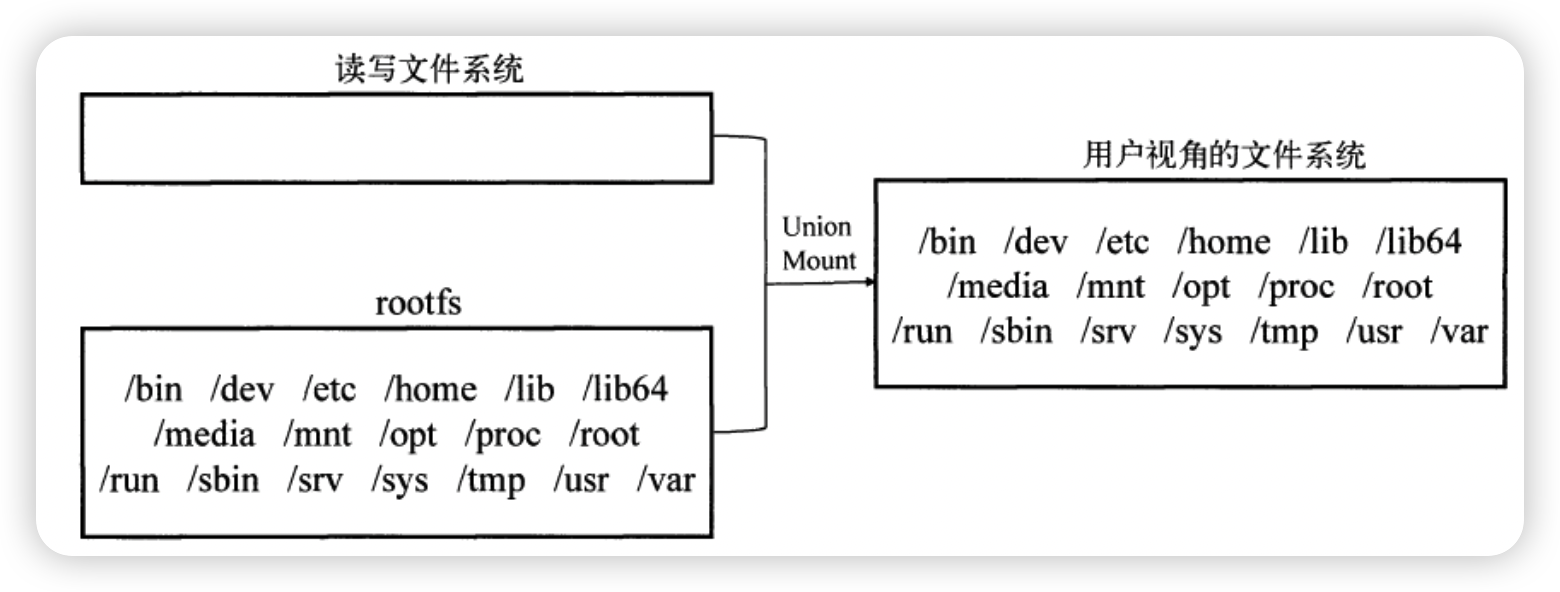 读写文件系统
rootfs
/bin /dev /etc /home /lib /lib64
/media /mnt /opt /proc /root
/run /sbin /srv /sys /tmp /usr /var
Union
Mount
用户视角的文件系统
/bin /dev /etc /home /lib /lib64
/media /mnt /opt /proc /root
/run /sbin /srv /sys /tmp /usr /var